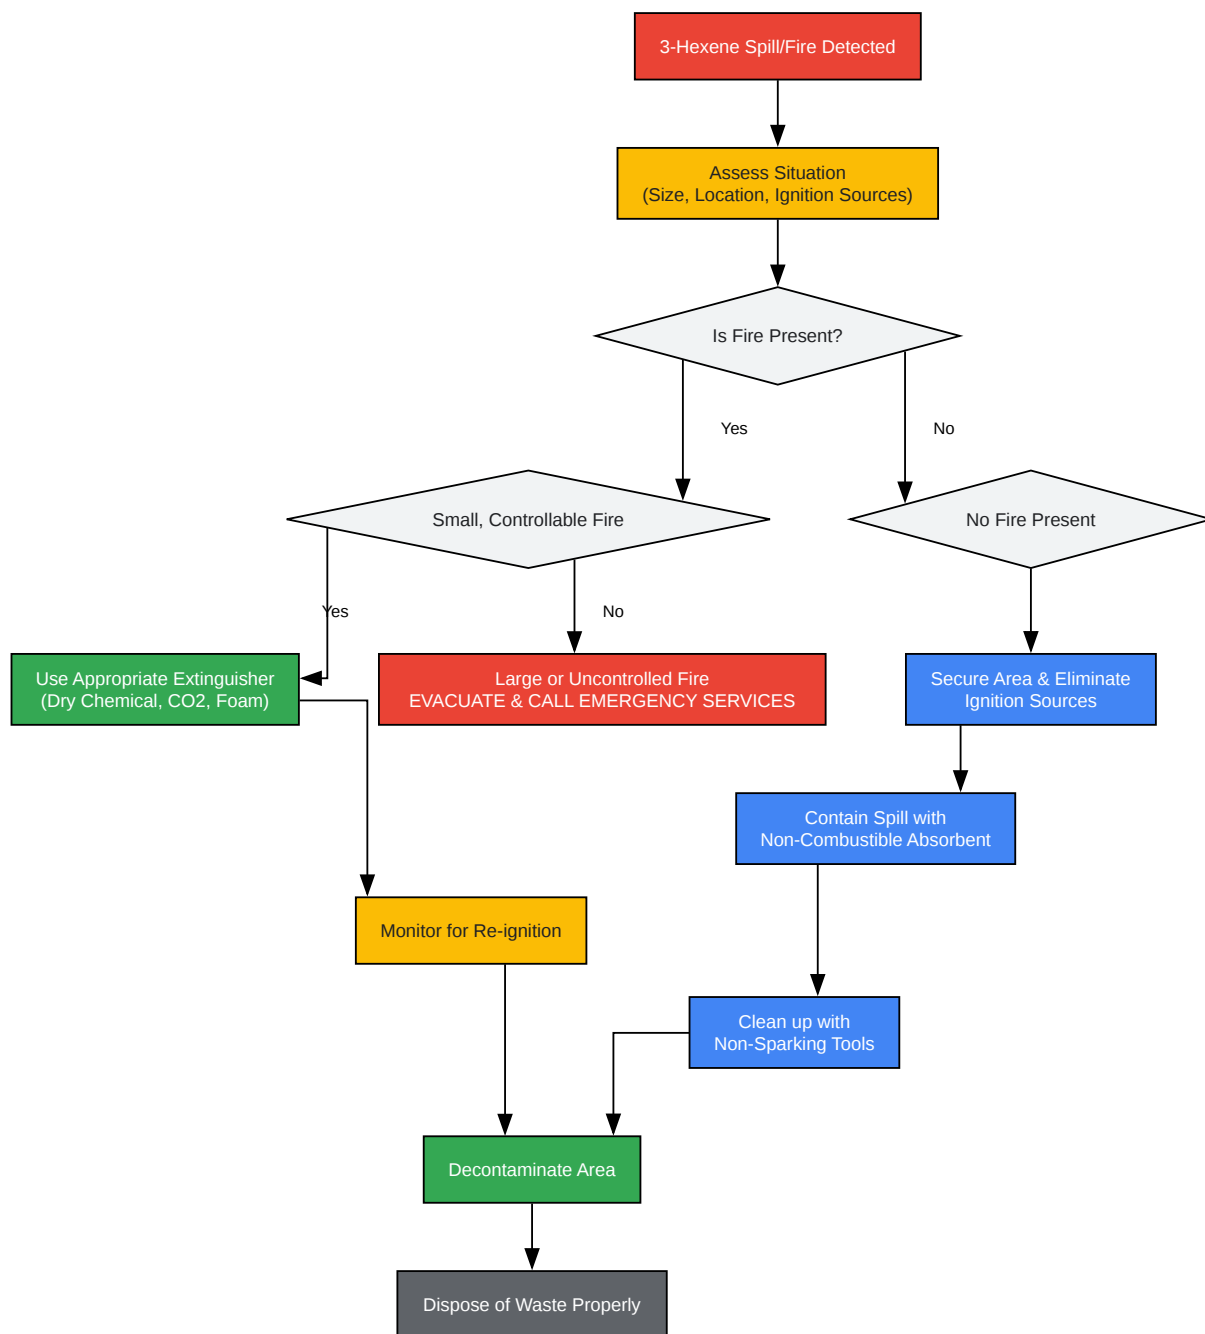 3-Hexene Spill/Fire Detected
Assess Situation
(Size, Location, Ignition Sources)
Is Fire Present?
Yes
No
Small, Controllable Fire
No Fire Present
Yes
No
Use Appropriate Extinguisher
(Dry Chemical, CO2, Foam)
Large or Uncontrolled Fire
EVACUATE & CALL EMERGENCY SERVICES
Secure Area & Eliminate
Ignition Sources
Contain Spill with
Non-Combustible Absorbent
Monitor for Re-ignition
Clean up with
Non-Sparking Tools
Decontaminate Area
Dispose of Waste Properly